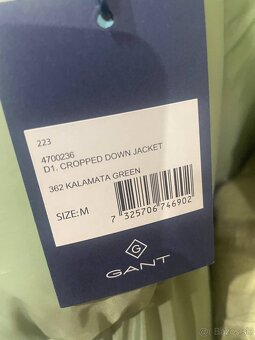 223
4700236
D1. CROPPED DOWN JACKET
362 KALAMATA GREEN
SIZE:M
7 325706 746902
G
GANT